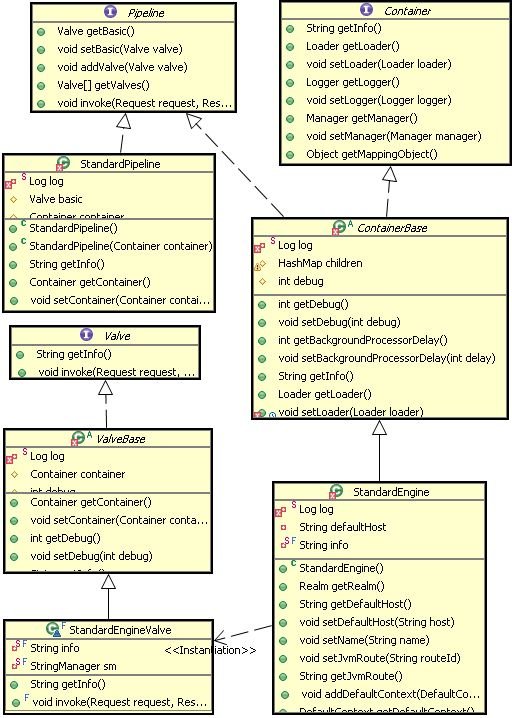 Pipeline
Valve getBasic()
void setBasic(Valve valve)
void addValve(Valve valve)
Valve[] getValves()
void invoke(Request request, Res...
Container
String getInfo()
Loader getLoader()
void setLoader(Loader loader)
Logger getLogger()
void setLogger(Logger logger)
Manager getManager()
void setManager(Manager manager)
Object getMappingObject()
StandardPipeline
Log log
Valve basic
Container container
StandardPipeline()
StandardPipeline(Container container)
String getInfo()
Container getContainer()
void setContainer(Container contai...
ContainerBase
Log log
HashMap children
int debug
int getDebug()
void setDebug(int debug)
int getBackgroundProcessorDelay()
void setBackgroundProcessorDelay(int delay)
String getInfo()
Loader getLoader()
void setLoader(Loader loader)
Valve
String getInfo()
void invoke(Request request, ...
ValveBase
Log log
Container container
int debug
Container getContainer()
void setContainer(Container conta...
int getDebug()
void setDebug(int debug)
StandardEngine
Log log
String defaultHost
String info
StandardEngine()
Realm getRealm()
String getDefaultHost()
void setDefaultHost(String host)
void setName(String name)
void setJvmRoute(String routeId)
String getJvmRoute()
void addDefaultContext(DefaultCo...
DefaultContext getDefaultContext()
<<Instantiation>>
StandardEngineValve
String info
StringManager sm
String getInfo()
void invoke(Request request, Res...